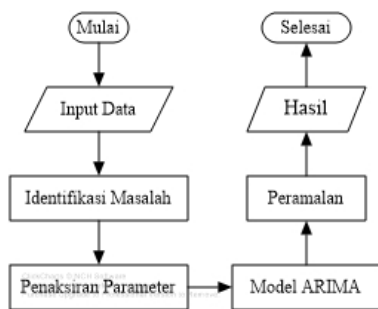 Mulai
Input Data
Identifikasi Masalah
Penaksiran Parameter
Model ARIMA
Peramalan
Hasil
Selesai